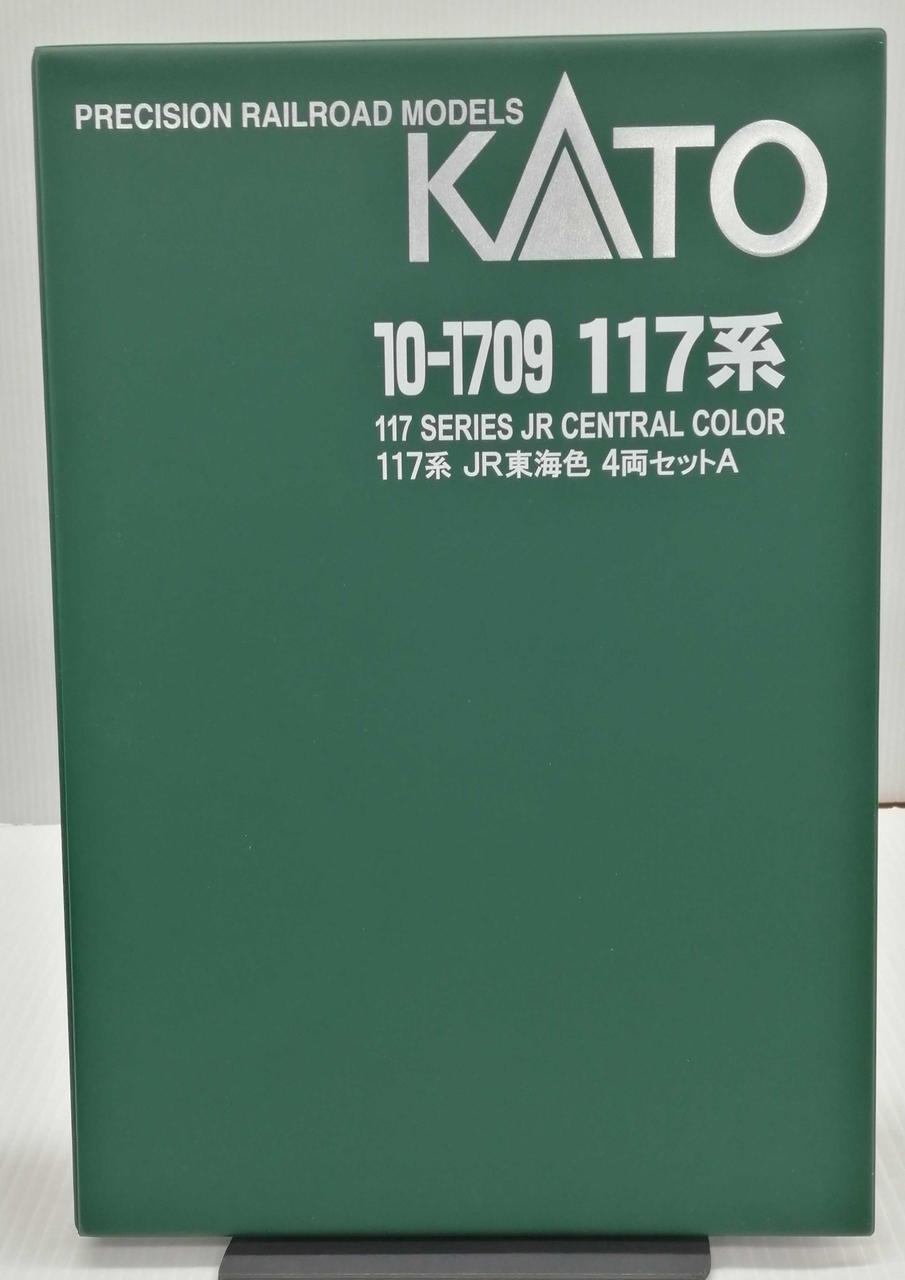 PRECISION RAILROAD MODELS
KATO
10-1709 117系
117 SERIES JR CENTRAL COLOR
117系 JR東海色 4両セットA